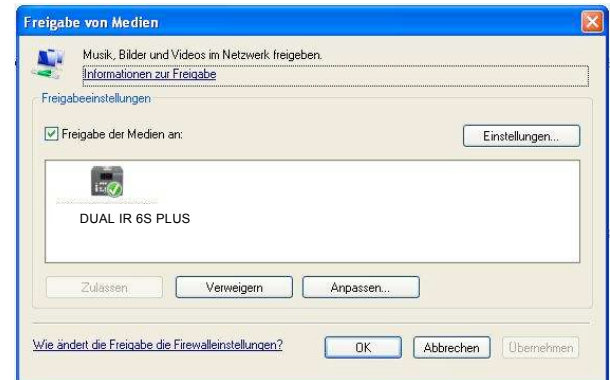 Freigabe von Medien
Musik, Bilder und Videos im Netzwerk freigeben.
Informationen zur Freigabe
Freigabeeinstellungen
Freigabe der Medien an:
Einstellungen...
DUAL IR 6S PLUS
Zulassen Verweigern Anpassen...
Wie ändert die Freigabe die Firewalleinstellungen?
OK Abbrechen Übernehmen